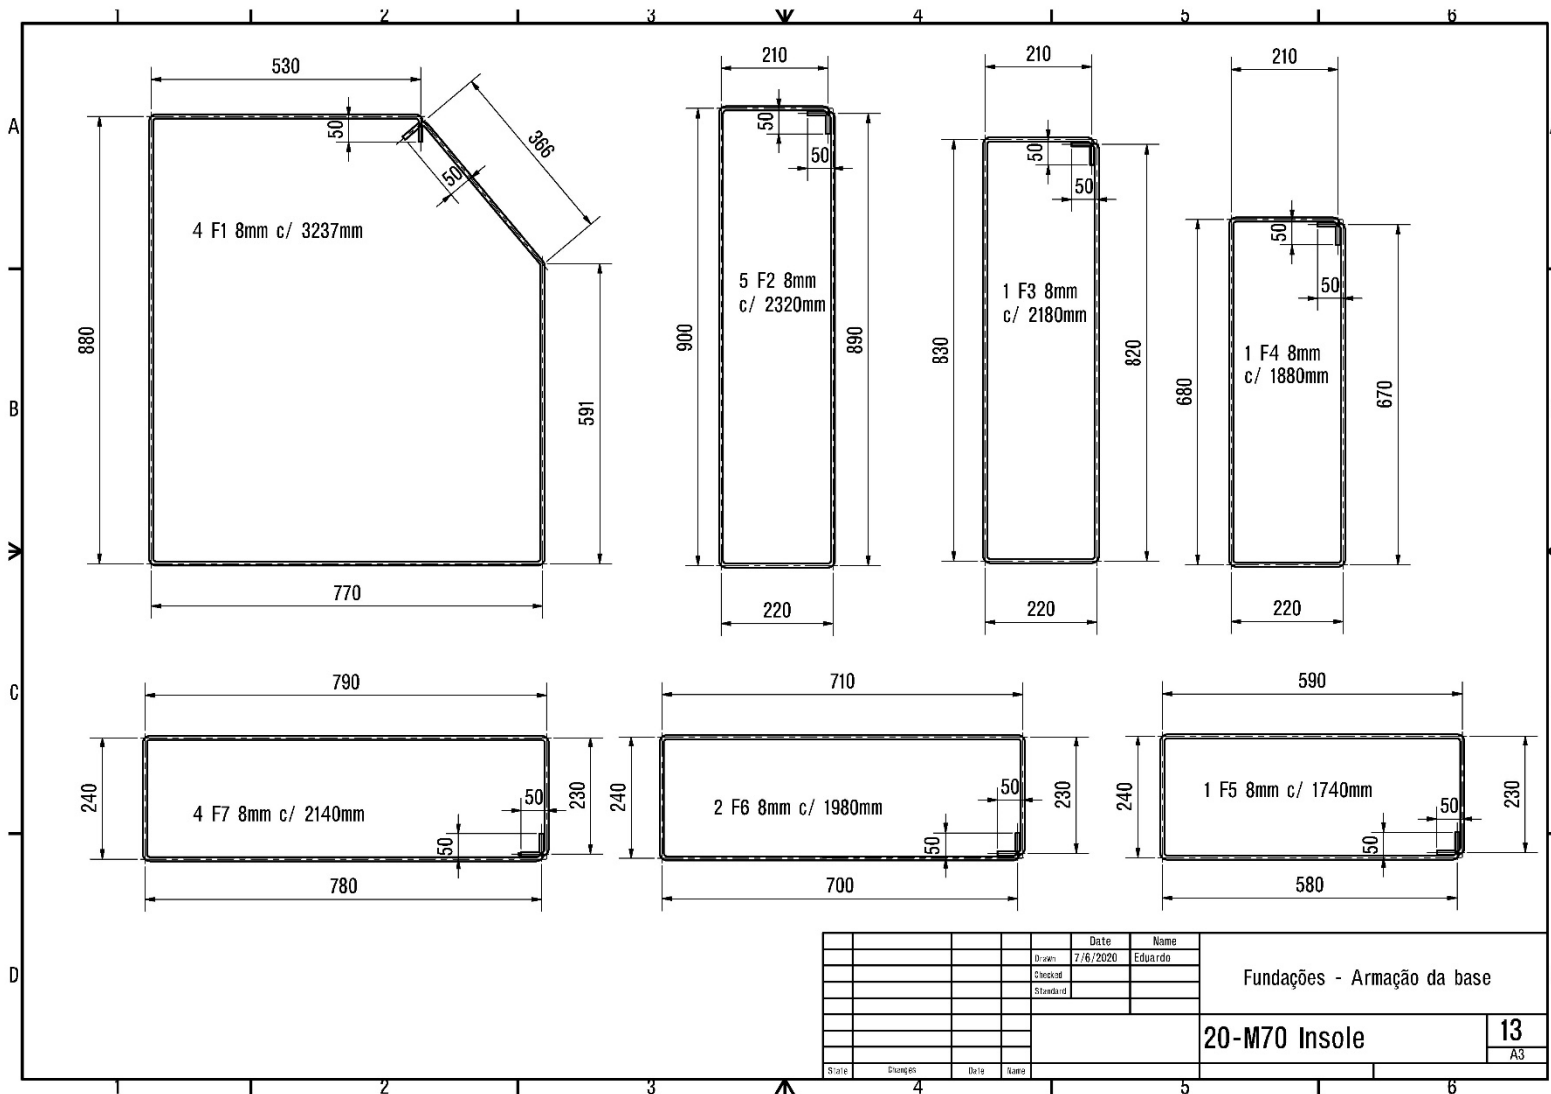 1 2 3 4 5 6
A
B
C
D
530
50
366
50
4 F1 8mm c/ 3237mm
880
591
770
210
50
50
5 F2 8mm
c/ 2320mm
900
890
220
210
50
50
1 F3 8mm
c/ 2180mm
830
820
220
210
50
50
1 F4 8mm
c/ 1880mm
680
670
220
790
240
4 F7 8mm c/ 2140mm
50
50
230
780
710
240
2 F6 8mm c/ 1980mm
50
50
230
700
590
240
1 F5 8mm c/ 1740mm
50
50
230
580
Date Name
Drawn 7/6/2020 Eduardo
Checked
Standard
Fundações - Armação da base
20-M70 Insole
13
A3
State Changes Date Name
1 2 3 4 5 6